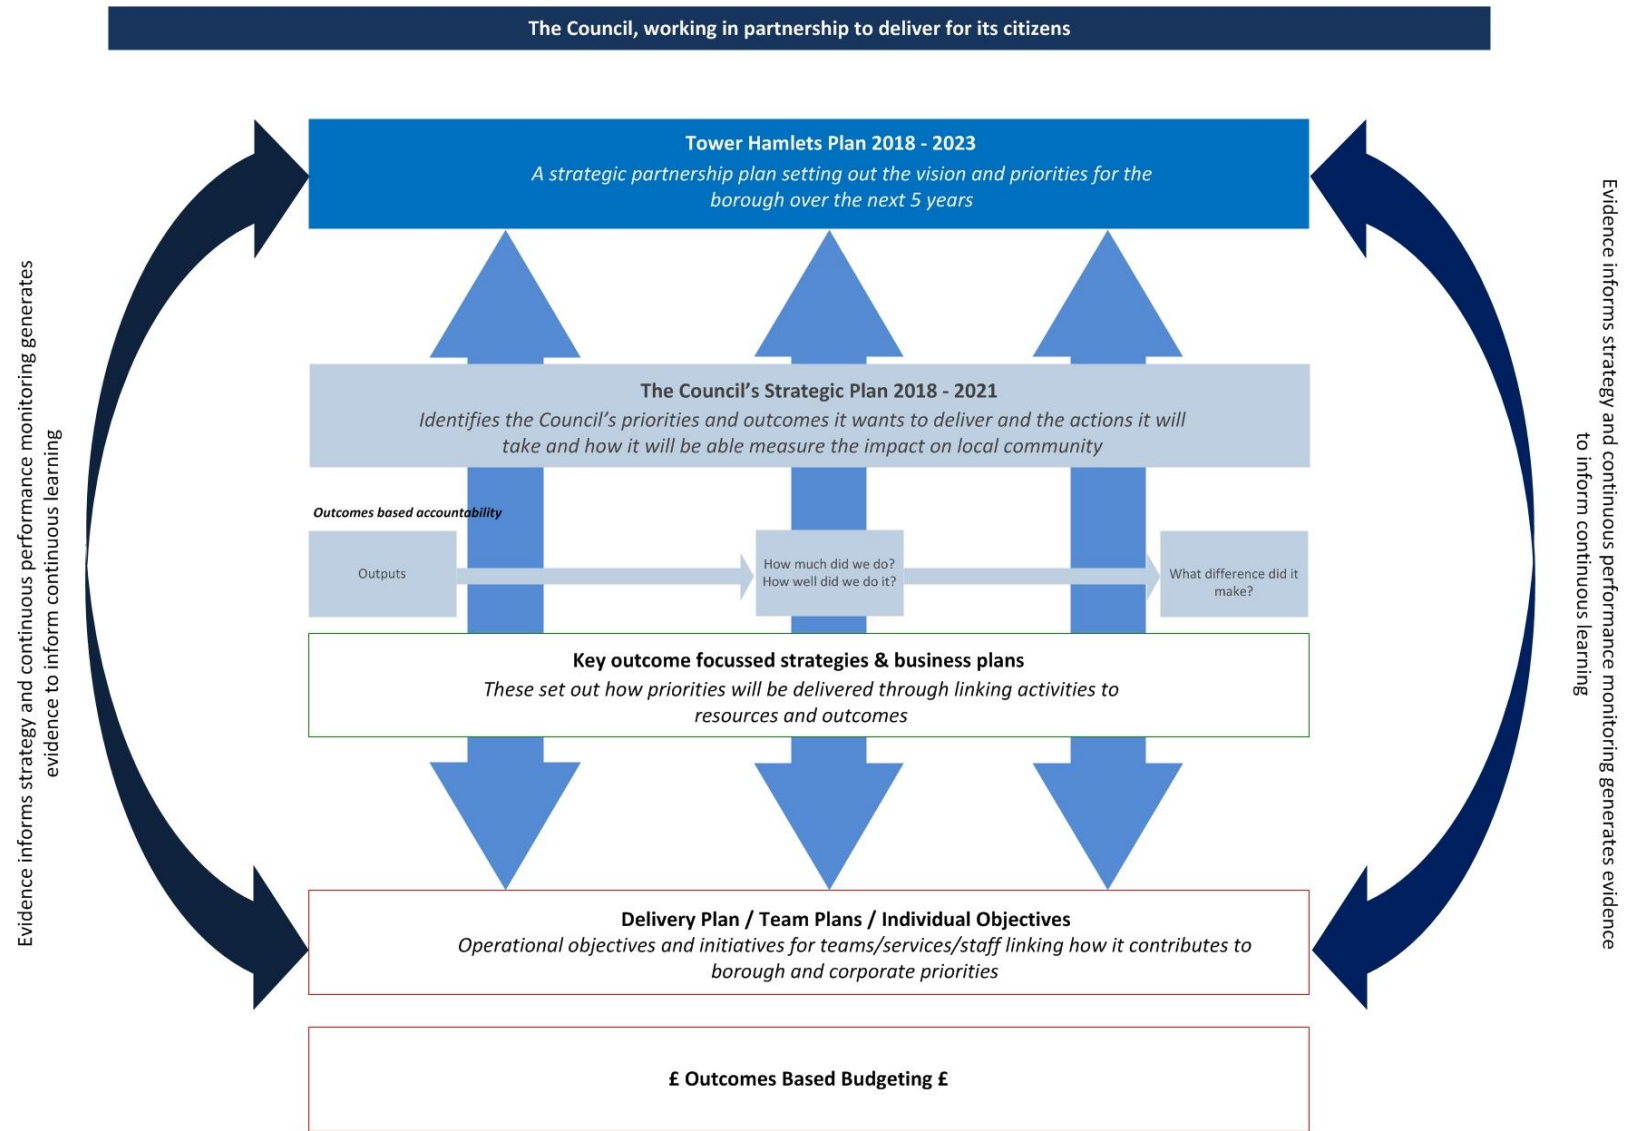 The Council, working in partnership to deliver for its citizens
Tower Hamlets Plan 2018 - 2023
A strategic partnership plan setting out the vision and priorities for the
borough over the next 5 years
Evidence informs strategy and continuous performance monitoring generates
evidence to inform continuous learning
The Council’s Strategic Plan 2018 - 2021
Identifies the Council’s priorities and outcomes it wants to deliver and the actions it will
take and how it will be able measure the impact on local community
Outcomes based accountability
Outputs
How much did we do?
How well did we do it?
What difference did it
make?
Key outcome focussed strategies & business plans
These set out how priorities will be delivered through linking activities to
resources and outcomes
Delivery Plan / Team Plans / Individual Objectives
Operational objectives and initiatives for teams/services/staff linking how it contributes to
borough and corporate priorities
£ Outcomes Based Budgeting £
Evidence informs strategy and continuous performance monitoring generates evidence
to inform continuous learning